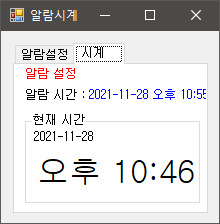 알람시계
알람설정 시계
알람 설정
알람 시간 : 2021-11-28 오후 10:55
현재 시간
2021-11-28
오후 10:46